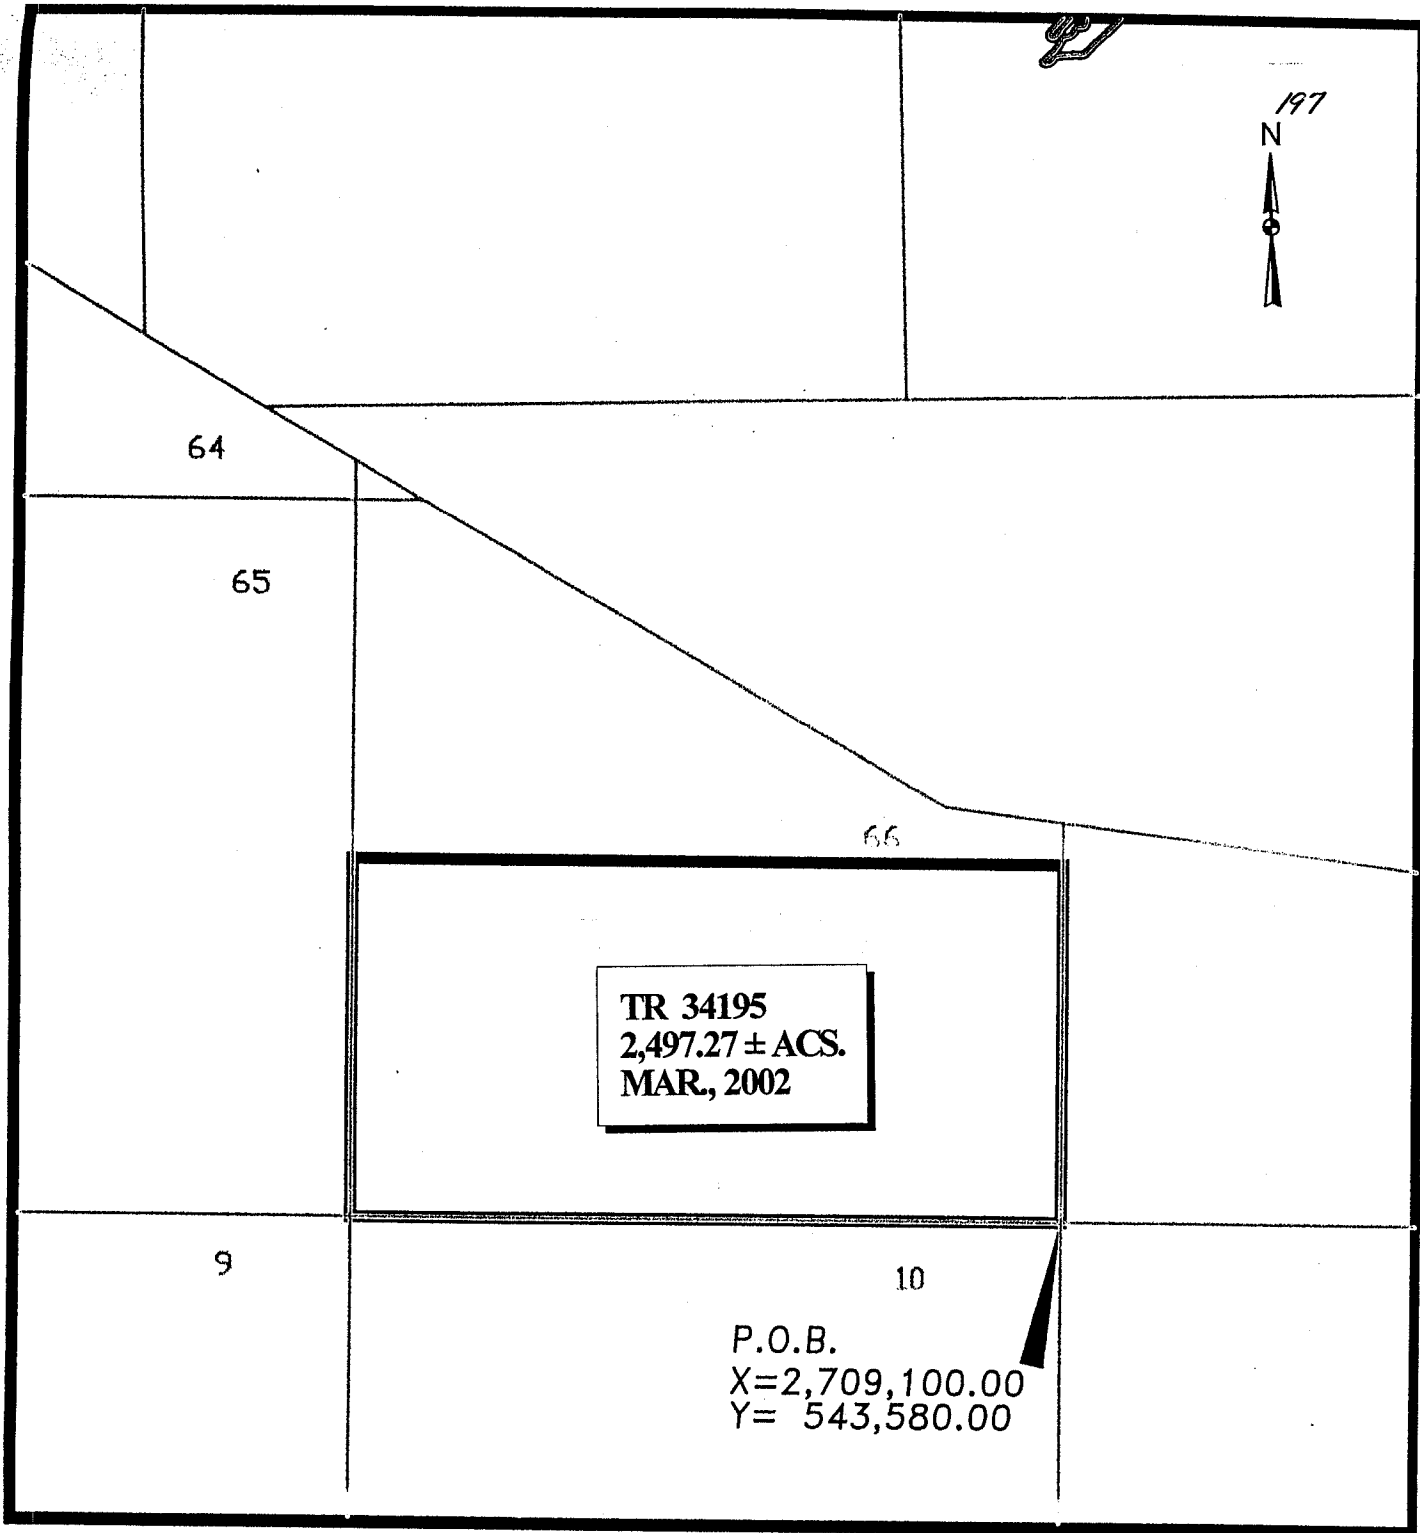 197
N
64
65
66
TR 34195
2,497.27 ± ACS.
MAR., 2002
9
10
P.O.B.
X=2,709,100.00
Y= 543,580.00